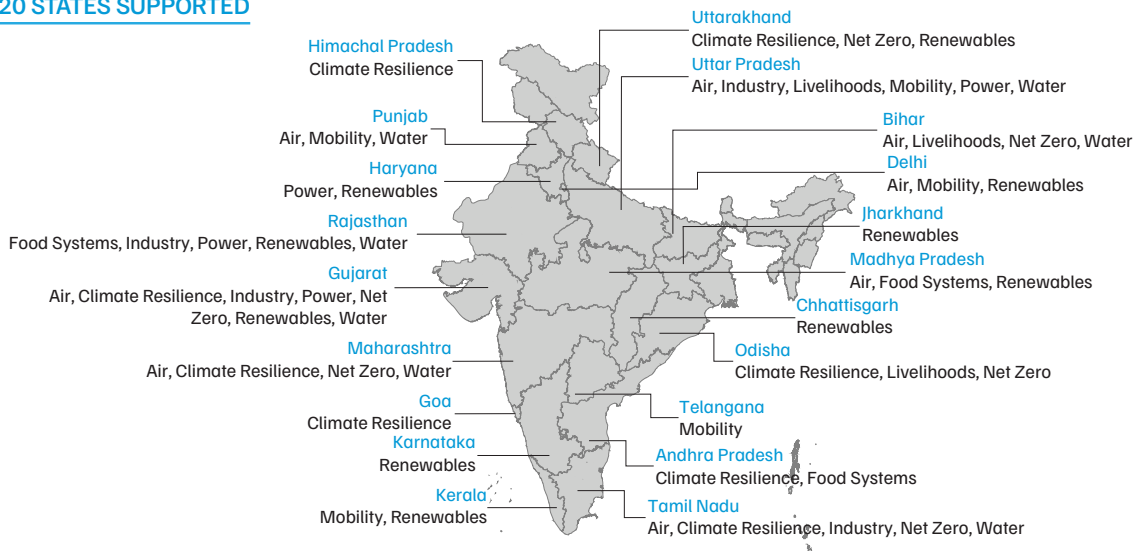 20 STATES SUPPORTED
Himachal Pradesh
Climate Resilience
Punjab
Air, Mobility, Water
Haryana
Power, Renewables
Rajasthan
Food Systems, Industry, Power, Renewables, Water
Gujarat
Air, Climate Resilience, Industry, Power, Net
Zero, Renewables, Water
Maharashtra
Air, Climate Resilience, Net Zero, Water
Goa
Climate Resilience
Karnataka
Renewables
Kerala
Mobility, Renewables
Uttarakhand
Climate Resilience, Net Zero, Renewables
Uttar Pradesh
Air, Industry, Livelihoods, Mobility, Power, Water
Bihar
Air, Livelihoods, Net Zero, Water
Delhi
Air, Mobility, Renewables
Jharkhand
Renewables
Madhya Pradesh
Air, Food Systems, Renewables
Chhattisgarh
Renewables
Odisha
Climate Resilience, Livelihoods, Net Zero
Telangana
Mobility
Andhra Pradesh
Climate Resilience, Food Systems
Tamil Nadu
Air, Climate Resilience, Industry, Net Zero, Water